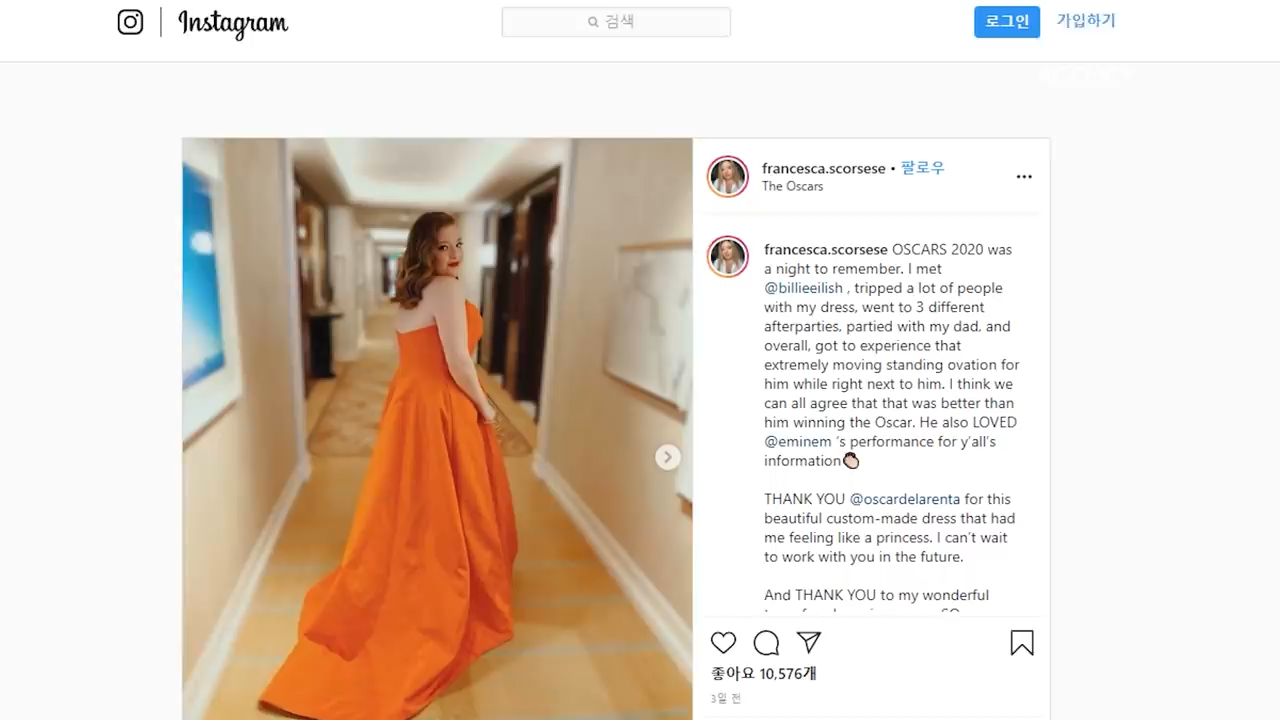 Instagram
검색
로그인
가입하기
francesca.scorsese • 팔로우
The Oscars
francesca.scorsese OSCARS 2020 was
a night to remember. I met
@billieeilish , tripped a lot of people
with my dress, went to 3 different
afterparties, partied with my dad, and
overall, got to experience that
extremely moving standing ovation for
him while right next to him. I think we
can all agree that that was better than
him winning the Oscar. He also LOVED
@eminem 's performance for y'all's
information
THANK YOU @oscardelarenta for this
beautiful custom-made dress that had
me feeling like a princess. I can't wait
to work with you in the future.
And THANK YOU to my wonderful
좋아요 10,576개
3일 전